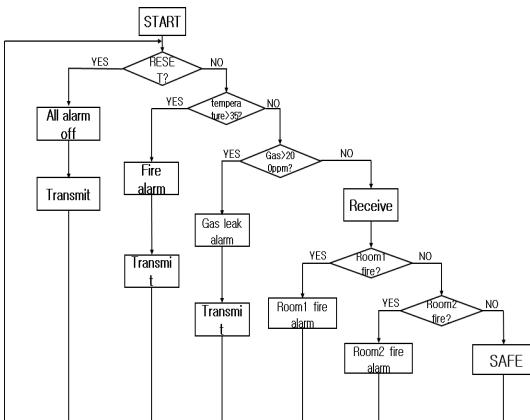 START
RESE
T?
YES
NO
All alarm
off
Transmit
tempera
ture>35?
YES
NO
Fire
alarm
Transmi
t
Gas>20
0ppm?
YES
NO
Gas leak
alarm
Transmi
t
Receive
Room1
fire?
YES
NO
Room1 fire
alarm
Room2
fire?
YES
NO
Room2 fire
alarm
SAFE